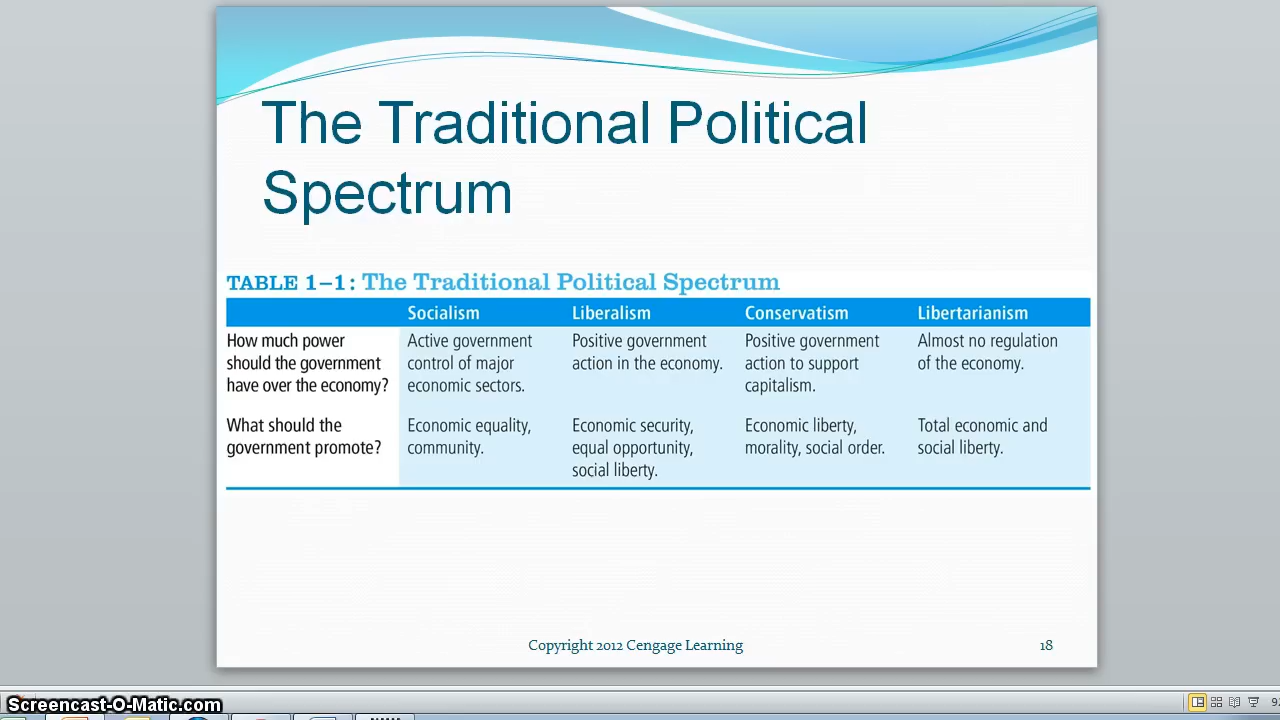 The Traditional Political
Spectrum
TABLE 1–1: The Traditional Political Spectrum
Socialism Liberalism Conservatism Libertarianism
How much power should the government have over the economy?
Active government control of major economic sectors.
Positive government action in the economy.
Positive government action to support capitalism.
Almost no regulation of the economy.
What should the government promote?
Economic equality, community.
Economic security, equal opportunity, social liberty.
Economic liberty, morality, social order.
Total economic and social liberty.
Copyright 2012 Cengage Learning
18
Screencast-O-Matic.com